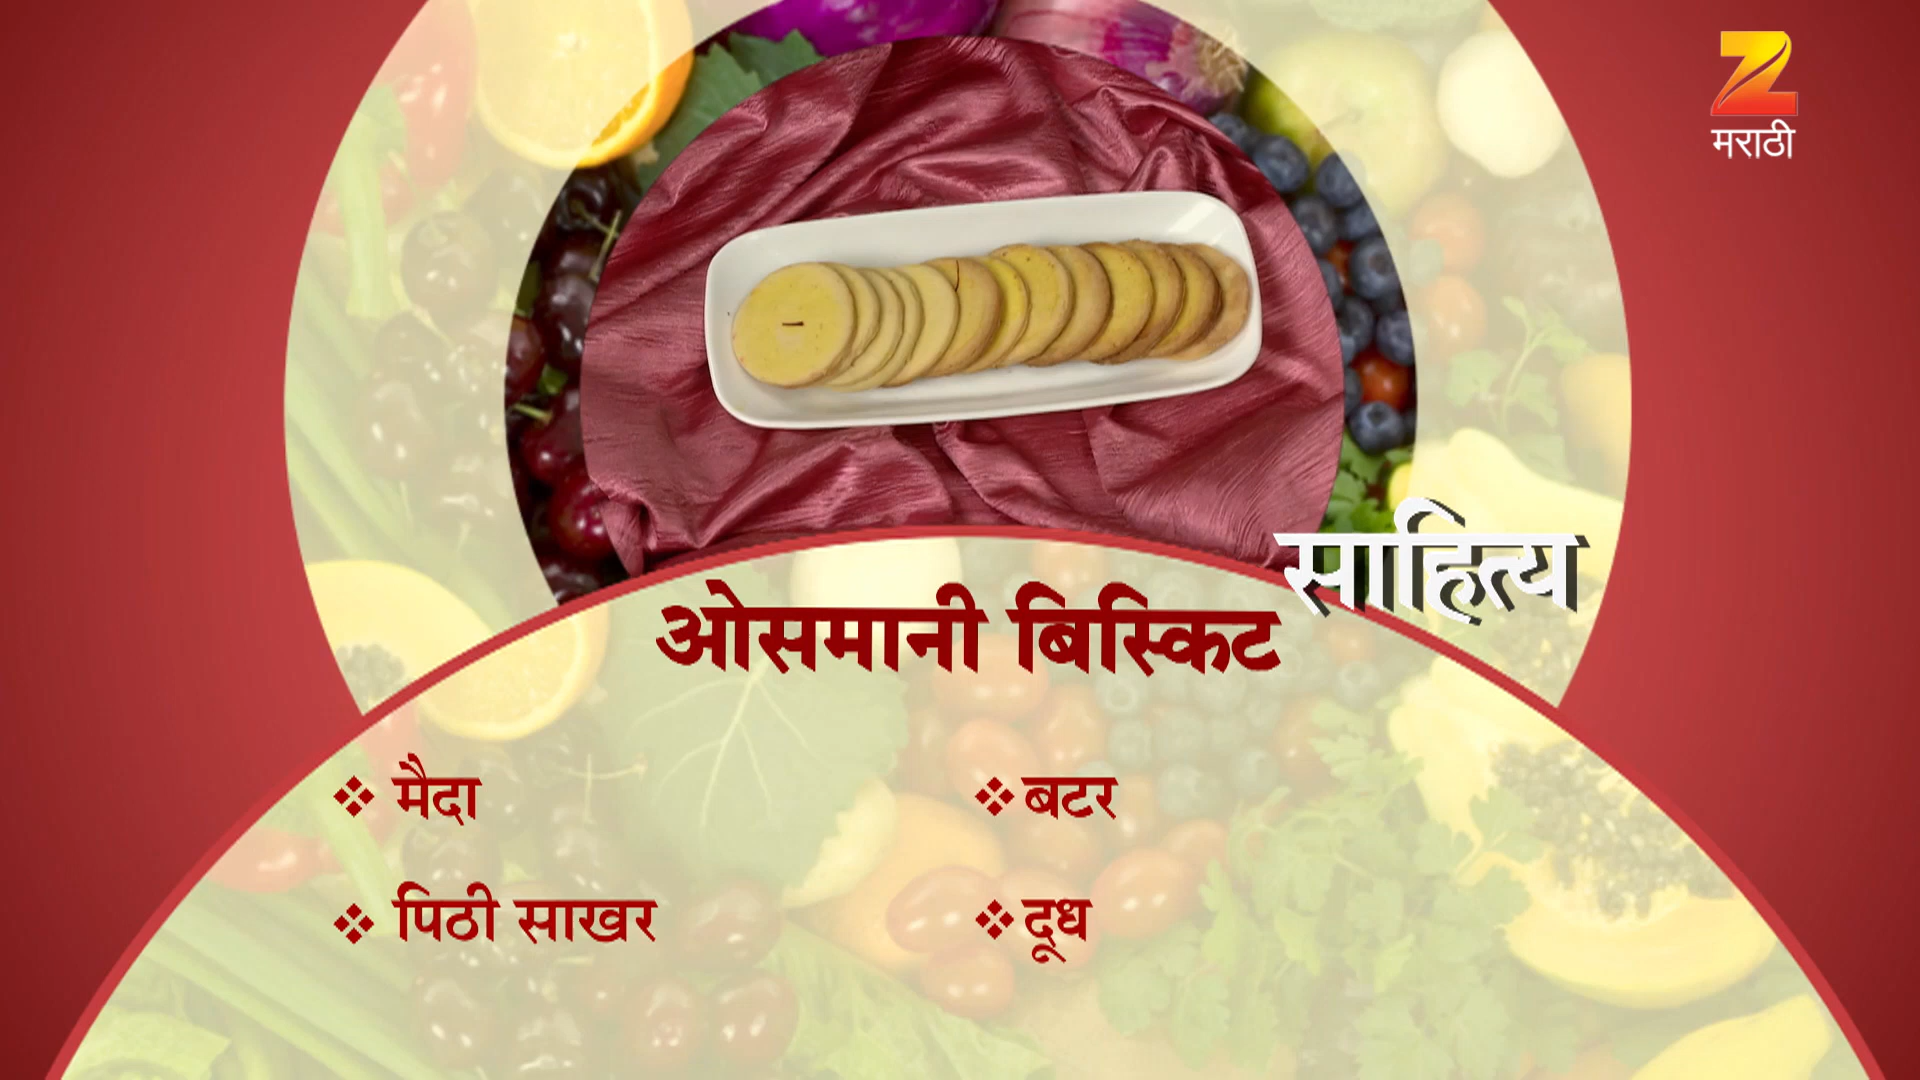 Z
मराठी
साहित्य
ओसमानी बिस्किट
❖ मैदा
❖ बटर
❖ पिठी साखर
❖ दूध